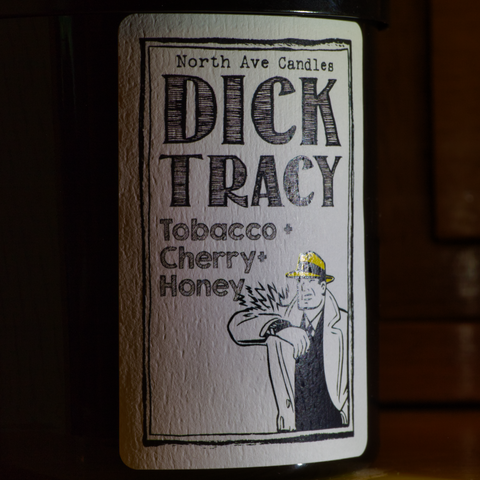 North Ave Candles
DICK
TRACY
Tobacco +
Cherry+
Honey